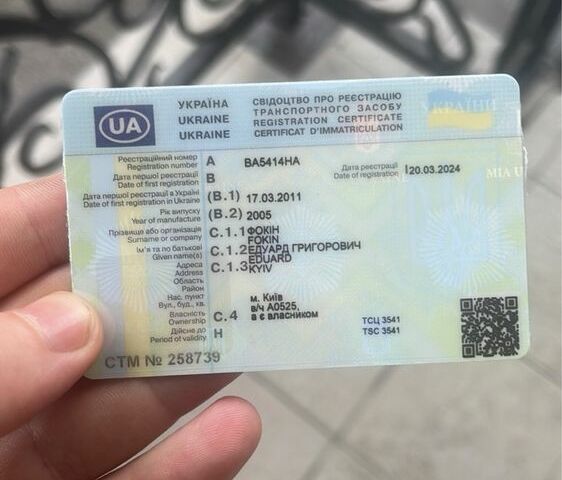 UA
УКРАЇНА
UKRAINE
UKRAINE
СВІДОЦТВО ПРО РЕЄСТРАЦІЮ
ТРАНСПОРТНОГО ЗАСОБУ
REGISTRATION CERTIFICATE
CERTIFICAT D'IMMATRICULATION
УКРАЇНИ
Реєстраційний номер A BA5414HA
Registration number
Дата реєстрації I 20.03.2024
Date of registration
Дата першої реєстрації B
Date of first registration
Дата першої реєстрації в Україні (B.1) 17.03.2011
Date of first registration in Ukraine
Рік випуску (B.2) 2005
Year of manufacture
Прізвище або організація C.1.1 ФОКІН
Surname or company FOKIN
Ім'я та по батькові C.1.2 ЕДУАРД ГРИГОРОВИЧ
Given name(s) EDUARD
Адреса C.1.3 KYIV
Address
Область
Район
Нас. пункт м. Київ
Вул., буд., кв. в/ч А0525,
Власність C.4 в є власником
Ownership
ТСЦ 3541
Дійсне до H
Period of validity
TSC 3541
СТМ № 258739